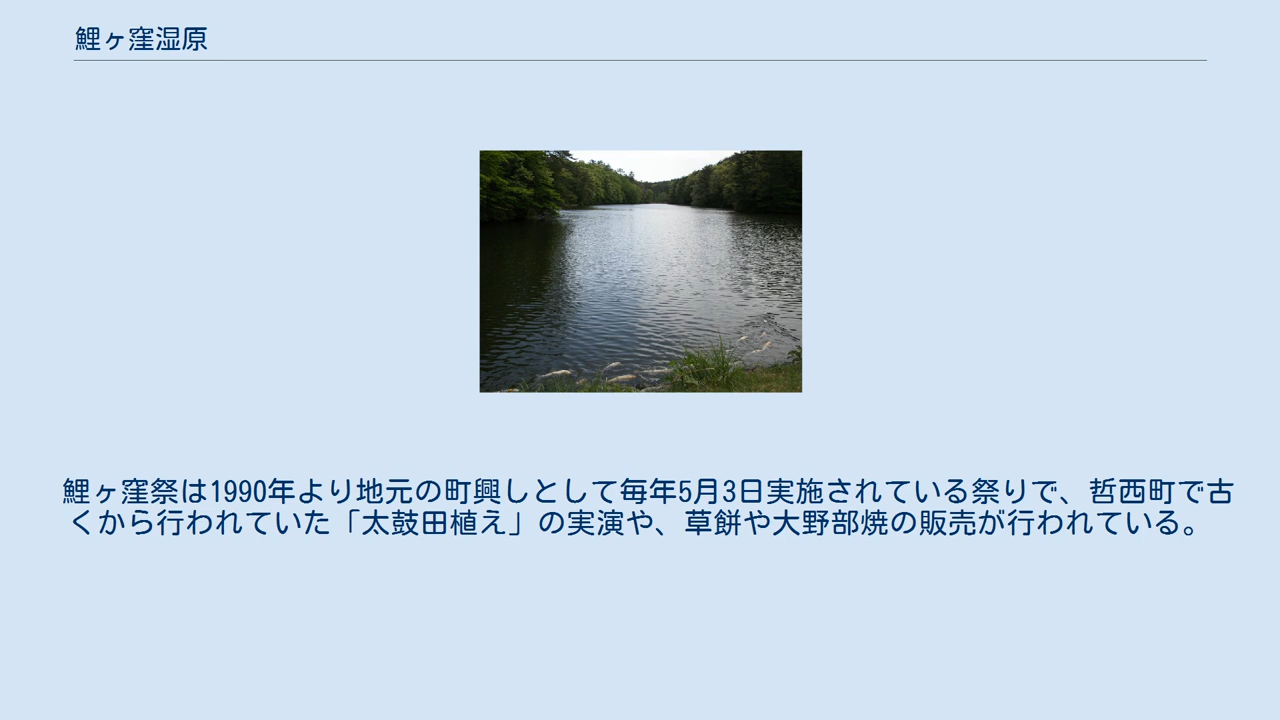 鯉ヶ窪湿原
鯉ヶ窪祭は1990年より地元の町興しとして毎年5月3日実施されている祭りで、哲西町で古
くから行われていた「太鼓田植え」の実演や、草餅や大野部焼の販売が行われている。